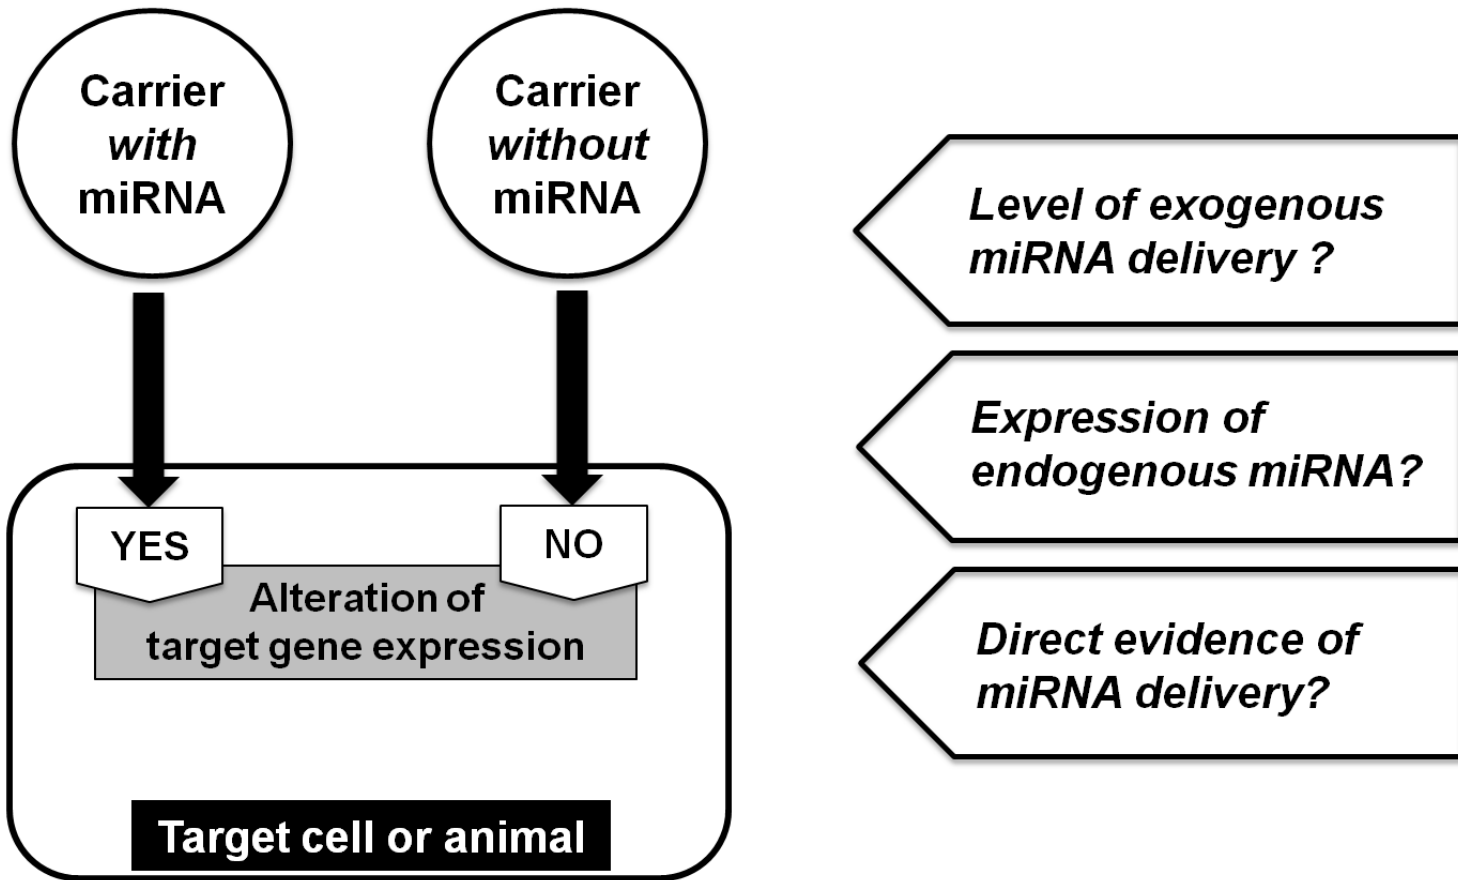 Carrier
with
miRNA
Carrier
without
miRNA
YES
NO
Alteration of
target gene expression
Target cell or animal
Level of exogenous
miRNA delivery ?
Expression of
endogenous miRNA?
Direct evidence of
miRNA delivery?